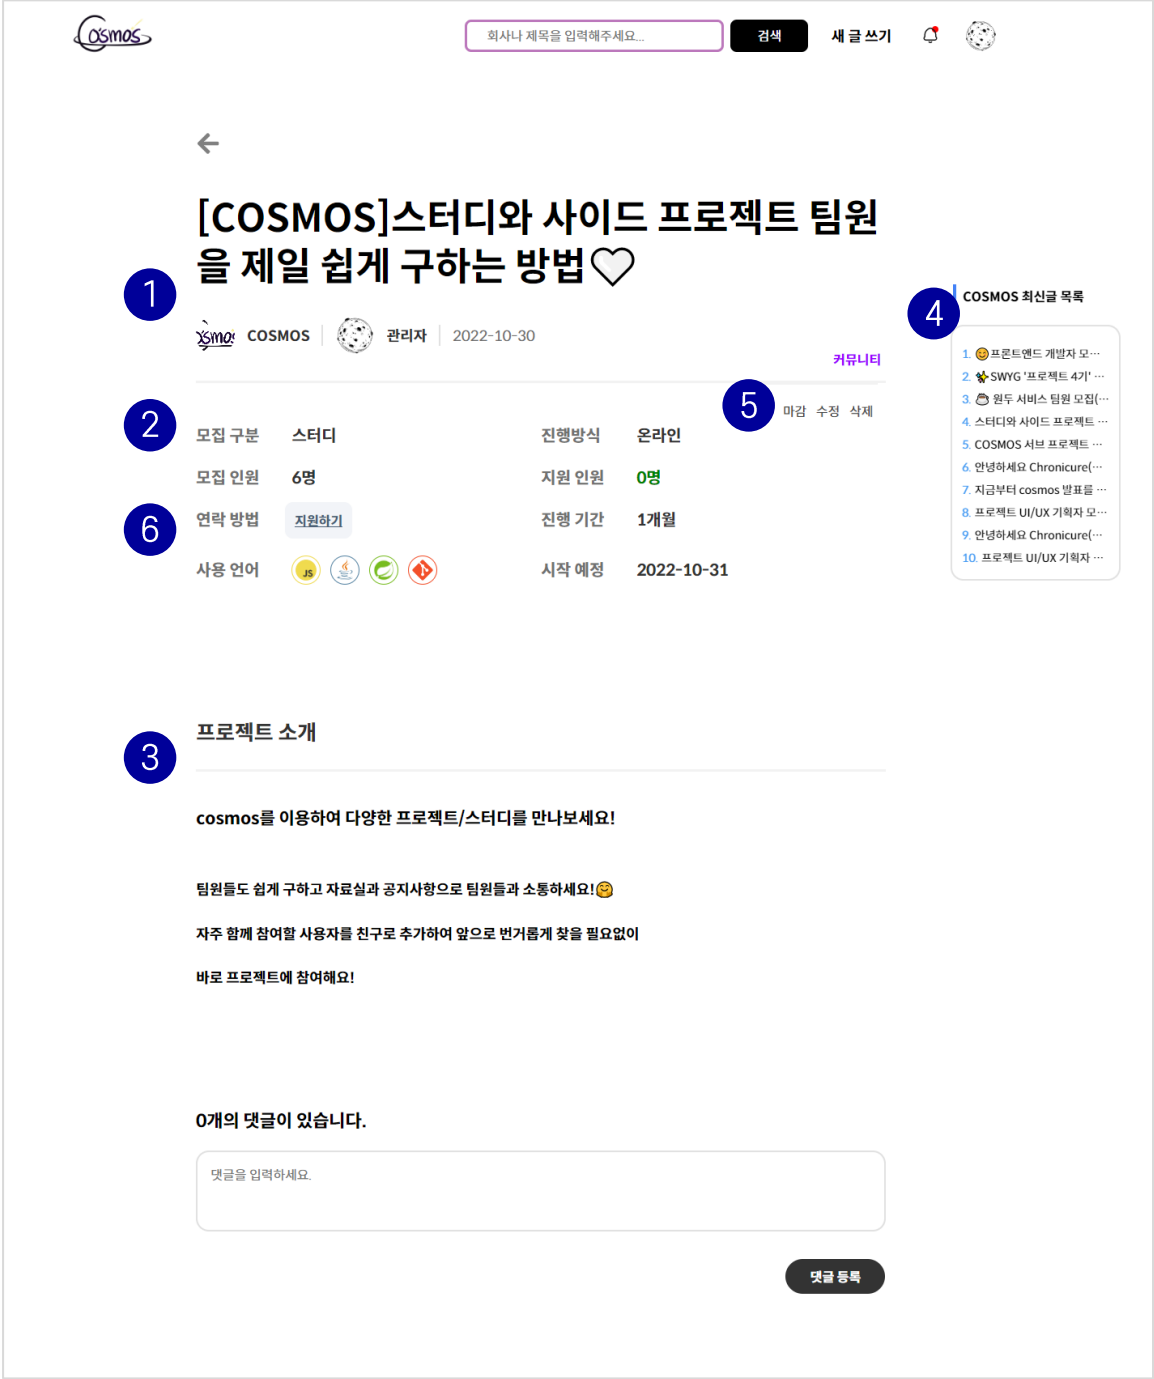 Cosmos
회사나 제목을 입력해주세요...
검색
새 글 쓰기
[COSMOS]스터디와 사이드 프로젝트 팀원
을 제일 쉽게 구하는 방법🤍
1
COSMOS
관리자
2022-10-30
커뮤니티
5
마감 수정 삭제
2
모집 구분 스터디 진행방식 온라인
모집 인원 6명 지원 인원 0명
6
연락 방법 지원하기 진행 기간 1개월
사용 언어 JS 시작 예정 2022-10-31
4
COSMOS 최신글 목록
1. 😊프론트앤드 개발자 모…
2. ✨SWYG '프로젝트 4기' …
3. ☕ 원두 서비스 팀원 모집(…
4. 스터디와 사이드 프로젝트 …
5. COSMOS 서브 프로젝트 …
6. 안녕하세요 Chronicure(…
7. 지금부터 cosmos 발표를 …
8. 프로젝트 UI/UX 기획자 모…
9. 안녕하세요 Chronicure(…
10. 프로젝트 UI/UX 기획자 …
프로젝트 소개
3
cosmos를 이용하여 다양한 프로젝트/스터디를 만나보세요!
팀원들도 쉽게 구하고 자료실과 공지사항으로 팀원들과 소통하세요!🤗
자주 함께 참여할 사용자를 친구로 추가하여 앞으로 번거롭게 찾을 필요없이
바로 프로젝트에 참여해요!
0개의 댓글이 있습니다.
댓글을 입력하세요.
댓글 등록